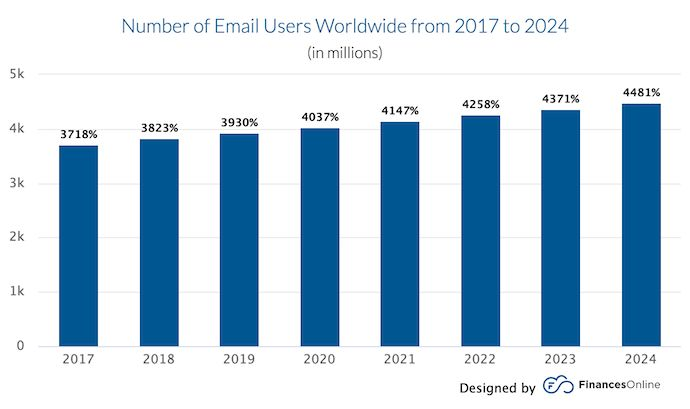 Number of Email Users Worldwide from 2017 to 2024
(in millions)
5k
4k
3k
2k
1k
0
3718% 3823% 3930% 4037% 4147% 4258% 4371% 4481%
2017 2018 2019 2020 2021 2022 2023 2024
Designed by FinancesOnline